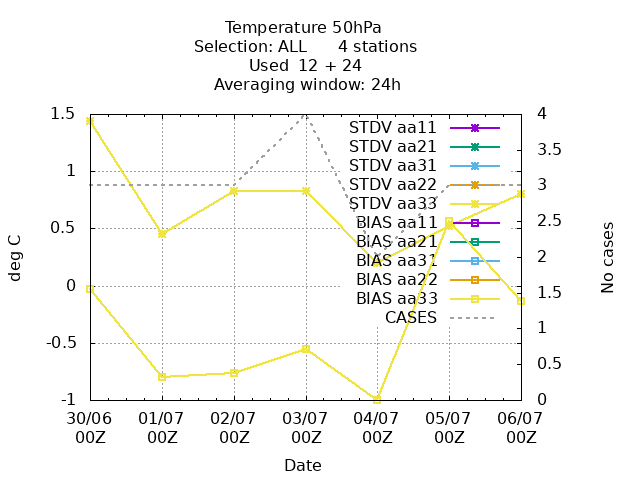 Temperature 50hPa
Selection: ALL 4 stations
Used 12 + 24
Averaging window: 24h
1.5
1
0.5
0
-0.5
-1
deg C
4
3.5
3
2.5
2
1.5
1
0.5
0
No cases
STDV aa11
STDV aa21
STDV aa31
STDV aa22
STDV aa33
BIAS aa11
BIAS aa21
BIAS aa31
BIAS aa22
BIAS aa33
CASES
30/06 01/07 02/07 03/07 04/07 05/07 06/07
00Z 00Z 00Z 00Z 00Z 00Z 00Z
Date